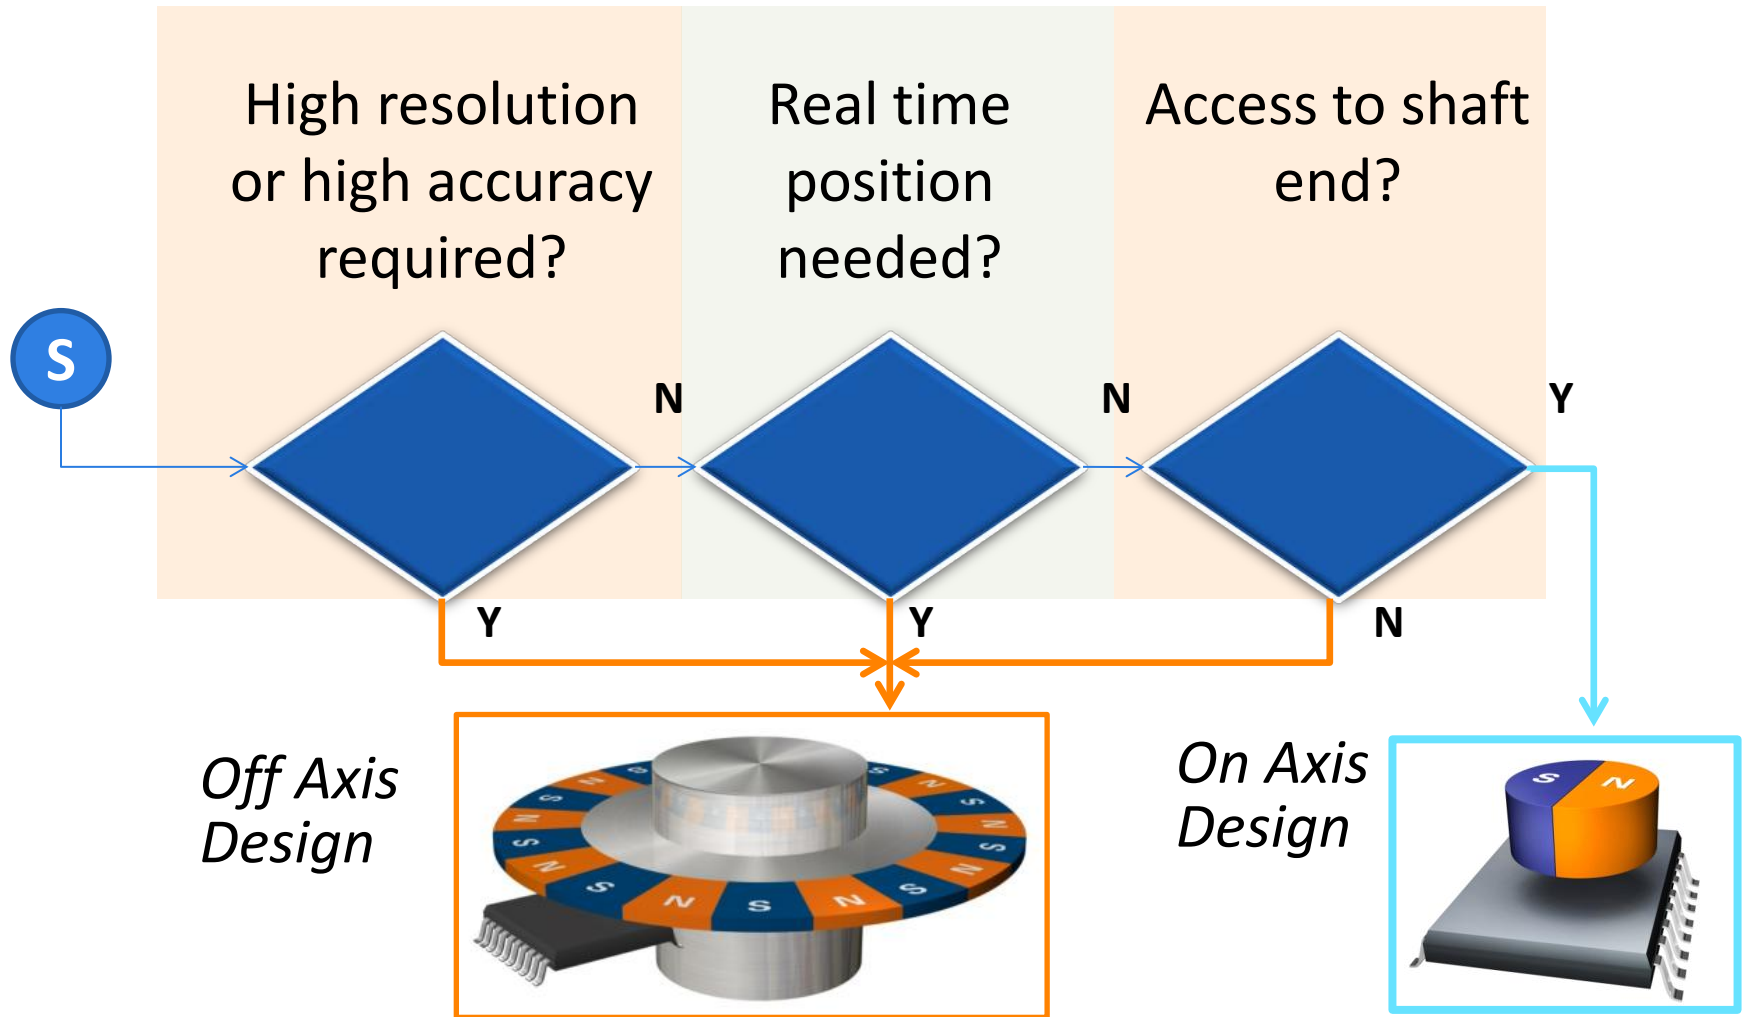 High resolution
or high accuracy
required?
Real time
position
needed?
Access to shaft
end?
S
N
N
Y
Y
Y
N
Off Axis
Design
On Axis
Design
S
N
S
N
S
N
S
N
S
N
S
N
S
N
S
N
S
N
S
S
N